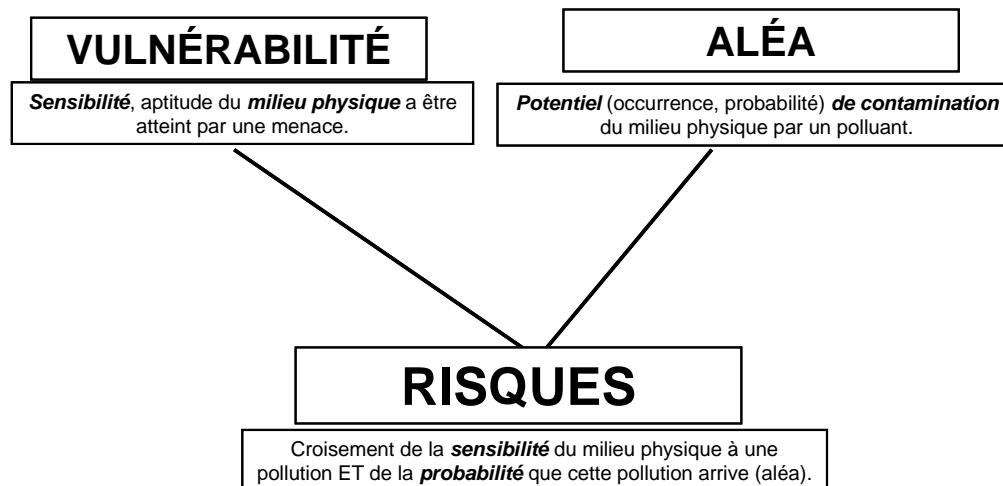 VULNÉRABILITÉ
Sensibilité, aptitude du milieu physique a être
atteint par une menace.
ALÉA
Potentiel (occurrence, probabilité) de contamination
du milieu physique par un polluant.
RISQUES
Croisement de la sensibilité du milieu physique à une
pollution ET de la probabilité que cette pollution arrive (aléa).